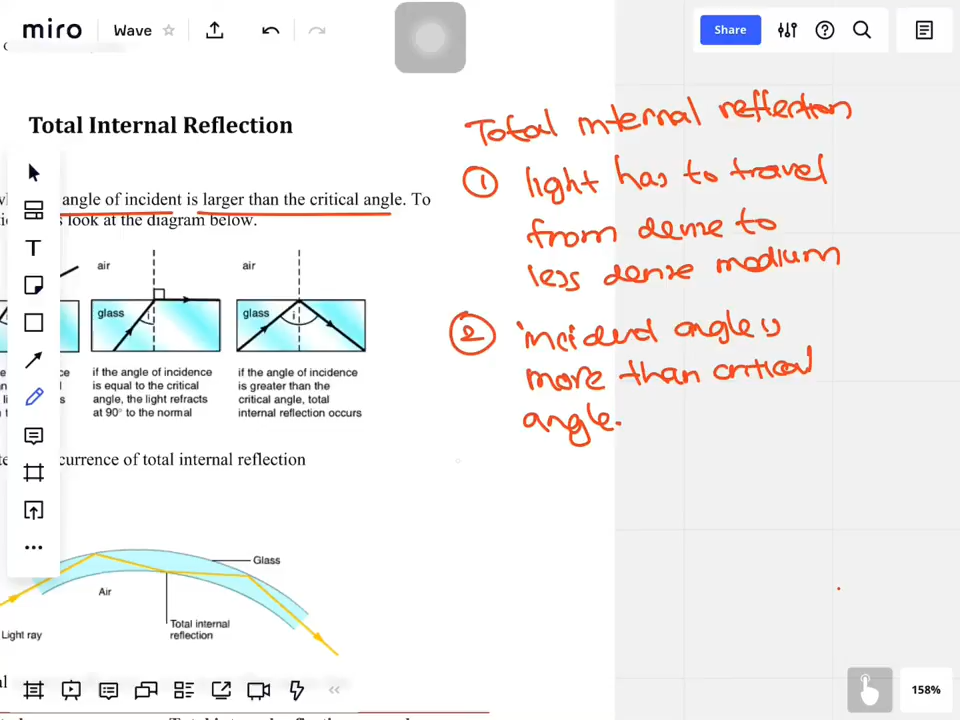 miro
Wave
Share
Total Internal Reflection
angle of incident is larger than the critical angle. To
look at the diagram below.
air
air
glass
glass
if the angle of incidence
is equal to the critical
angle, the light refracts
at 90° to the normal
if the angle of incidence
is greater than the
critical angle, total
internal reflection occurs
currence of total internal reflection
Glass
Air
Total internal
reflection
Light ray
Total internal reflection
1 light has to travel
from dense to
less dense medium
2 incident angle is
more than critical
angle.
158%